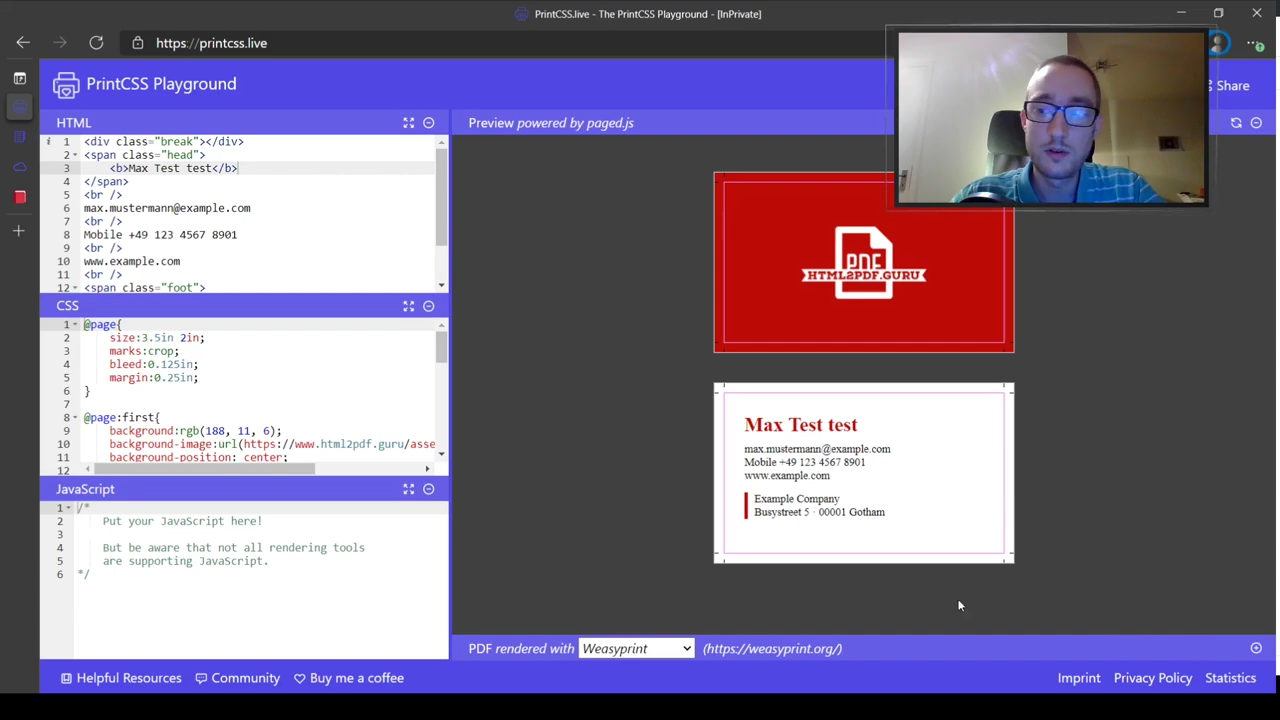 PrintCSS.live - The PrintCSS Playground - [InPrivate]
https://printcss.live
PrintCSS Playground
Share
HTML
1 <div class="break"></div>
2 <span class="head">
3 <b>Max Test test</b>
4 </span>
5 <br />
6 max.mustermann@example.com
7 <br />
8 Mobile +49 123 4567 8901
9 <br />
10 www.example.com
11 <br />
12 <span class="foot">
CSS
1 @page{
2 size:3.5in 2in;
3 marks:crop;
4 bleed:0.125in;
5 margin:0.25in;
6 }
7
8 @page:first{
9 background:rgb(188, 11, 6);
10 background-image:url(https://www.html2pdf.guru/asse
11 background-position: center;
12
JavaScript
1 /*
2 Put your JavaScript here!
3
4 But be aware that not all rendering tools
5 are supporting JavaScript.
6 */
Preview powered by paged.js
PDF
HTML2PDF.GURU
Max Test test
max.mustermann@example.com
Mobile +49 123 4567 8901
www.example.com
Example Company
Busystreet 5 · 00001 Gotham
PDF rendered with Weasyprint (https://weasyprint.org/)
Helpful Resources Community Buy me a coffee Imprint Privacy Policy Statistics